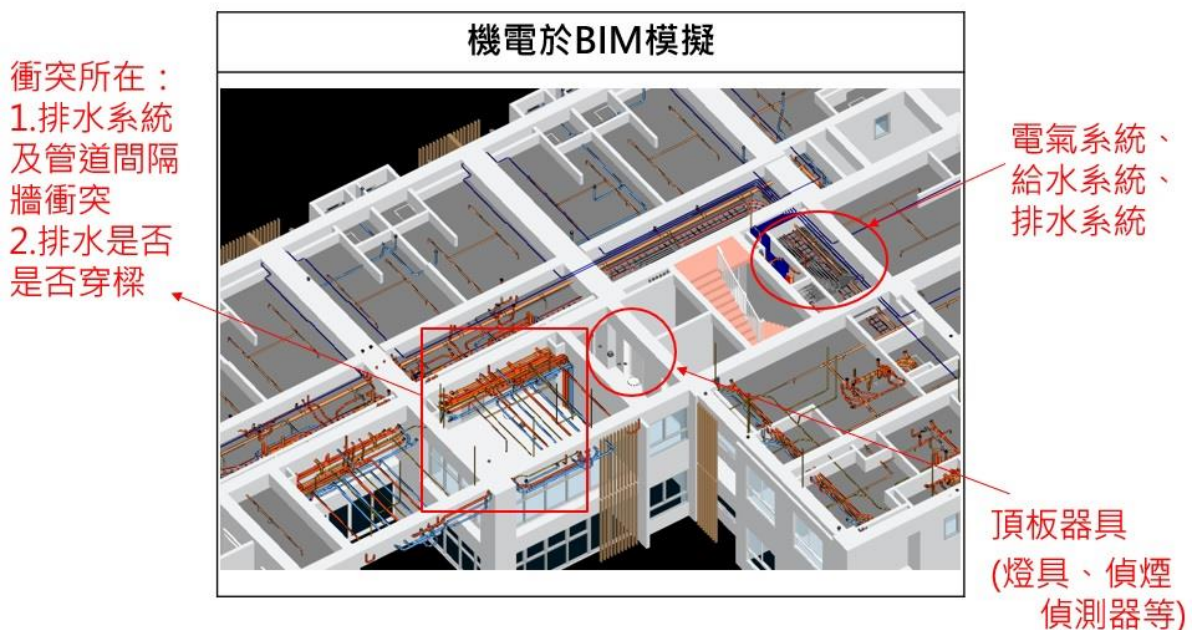 機電於BIM模擬
衝突所在：
1.排水系統
及管道間隔
牆衝突
2.排水是否
是否穿樑
電氣系統、
給水系統、
排水系統
頂板器具
(燈具、偵煙
偵測器等)